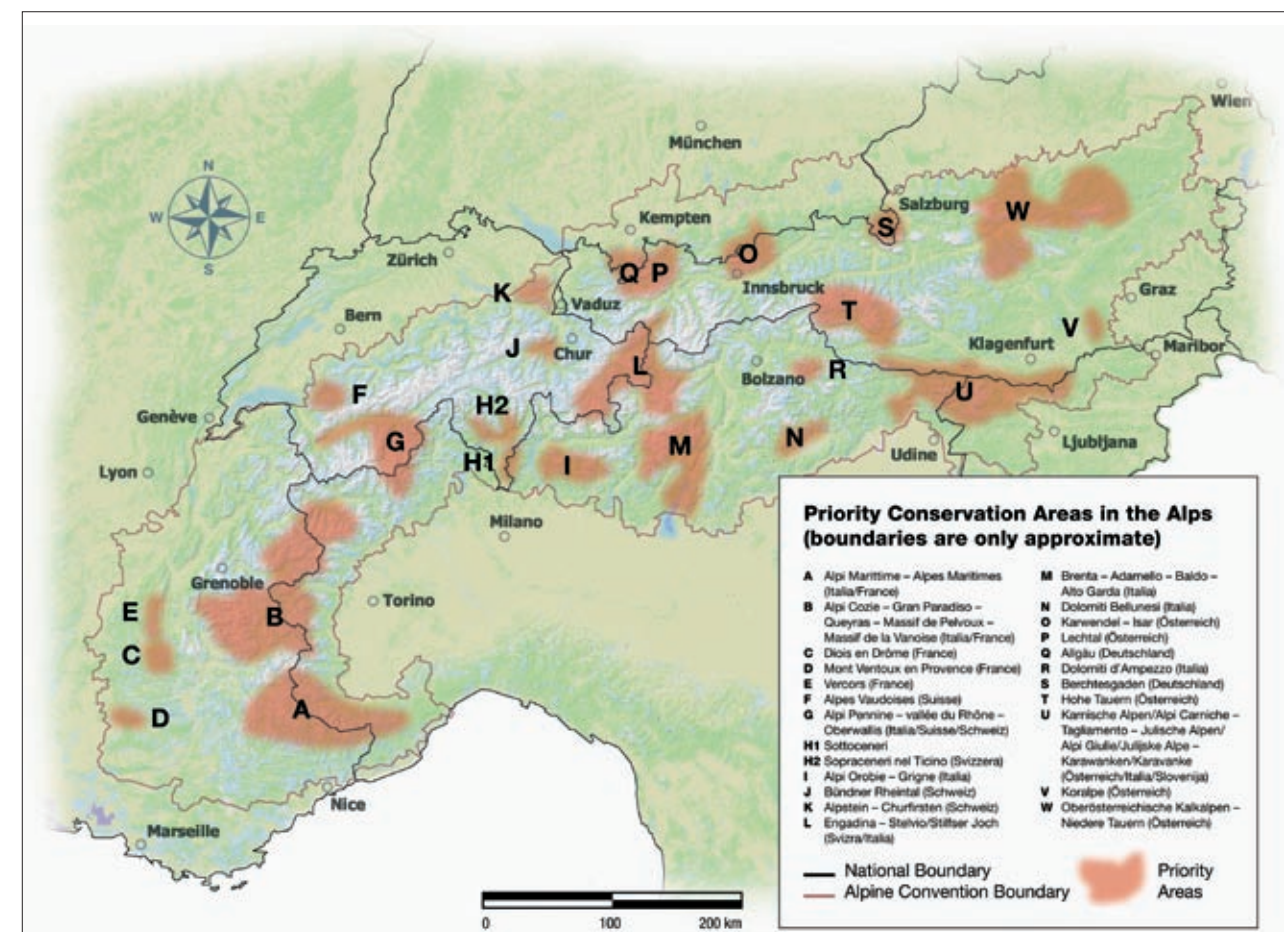 N
W
E
S
Wien
München
Salzburg
Kempten
W
S
O
Q
P
Zürich
Innsbruck
Graz
K
Vaduz
T
Bern
V
J
Chur
Klagenfurt
Maribor
L
Bolzano
R
F
U
H2
Genève
G
M
N
Ljubljana
Udine
Lyon
H1
I
Milano
Grenoble
E
B
Torino
C
D
A
Nice
Marseille
0 100 200 km
Priority Conservation Areas in the Alps
(boundaries are only approximate)
A Alpi Marittime – Alpes Maritimes
(Italia/France)
B Alpi Cozie – Gran Paradiso –
Queyras – Massif de Pelvoux –
Massif de la Vanoise (Italia/France)
C Diois en Drôme (France)
D Mont Ventoux en Provence (France)
E Vercors (France)
F Alpes Vaudoises (Suisse)
G Alpi Pennine – vallée du Rhône –
Oberwallis (Italia/Suisse/Schweiz)
H1 Sottoceneri
H2 Sopraceneri nel Ticino (Svizzera)
I Alpi Orobie – Grigne (Italia)
J Bündner Rheintal (Schweiz)
K Alpstein – Churfirsten (Schweiz)
L Engadina – Stelvio/Stilfser Joch
(Svizra/Italia)
M Brenta – Adamello – Baldo –
Alto Garda (Italia)
N Dolomiti Bellunesi (Italia)
O Karwendel – Isar (Österreich)
P Lechtal (Österreich)
Q Allgäu (Deutschland)
R Dolomiti d'Ampezzo (Italia)
S Berchtesgaden (Deutschland)
T Hohe Tauern (Österreich)
U Karnische Alpen/Alpi Carniche –
Tagliamento – Julische Alpen/
Alpi Giulie/Julijske Alpe –
Karawanken/Karavanke
(Österreich/Italia/Slovenija)
V Koralpe (Österreich)
W Oberösterreichische Kalkalpen –
Niedere Tauern (Österreich)
National Boundary
Alpine Convention Boundary
Priority
Areas